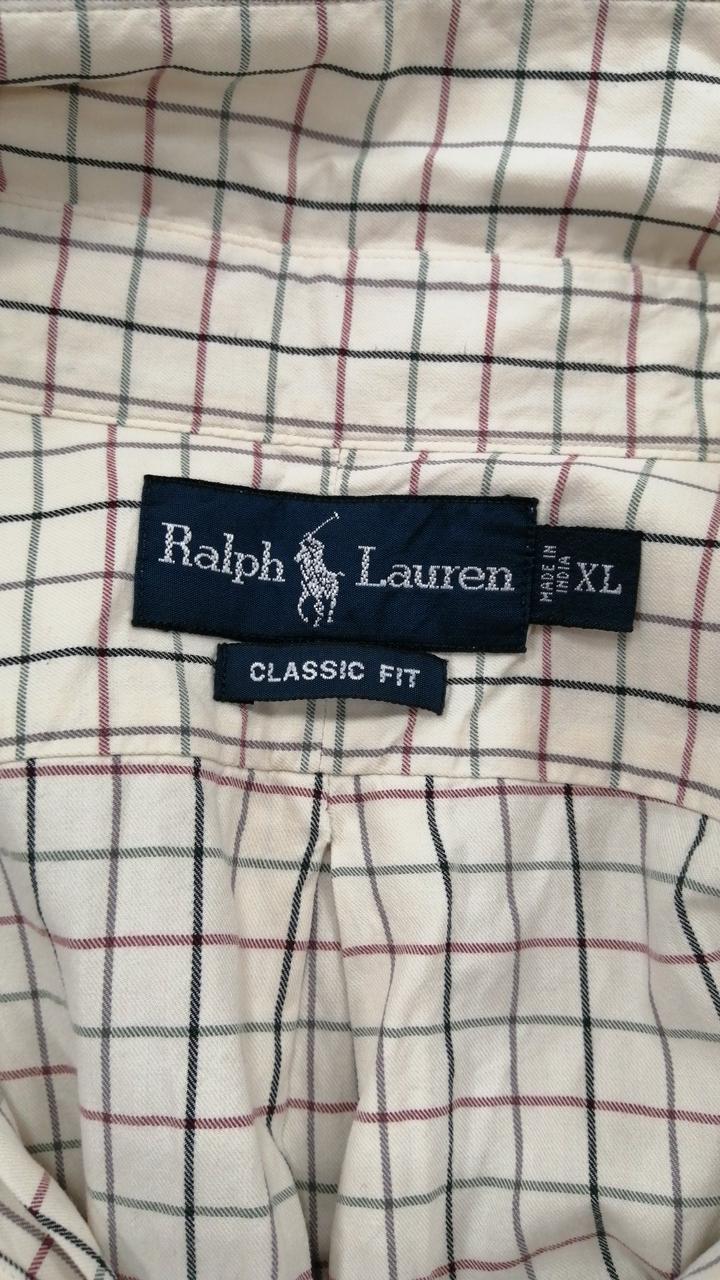 Ralph Lauren
MADE IN
INDIA
XL
CLASSIC FIT